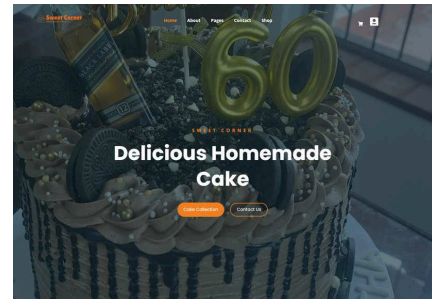 Sweet Corner
Home About Pages Contact Shop
60
SWEET CORNER
Delicious Homemade
Cake
Cake Collection Contact Us